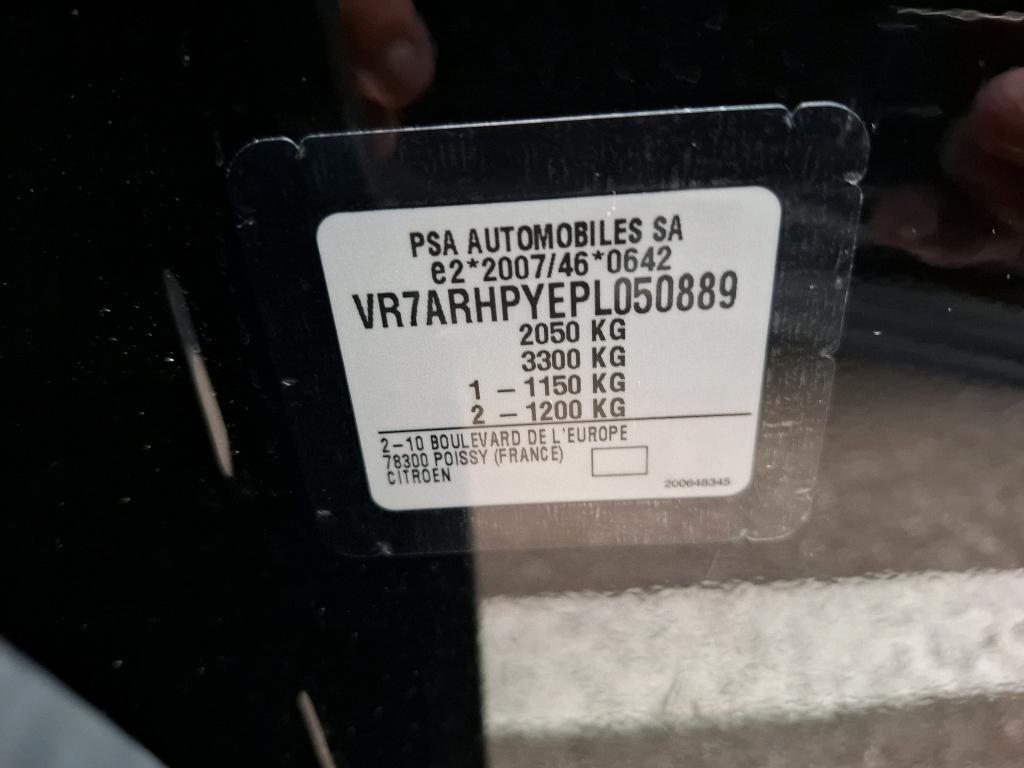 PSA AUTOMOBILES SA
e2*2007/46*0642
VR7ARHPYEPL050889
2050 KG
3300 KG
1 - 1150 KG
2 - 1200 KG
2-10 BOULEVARD DE L'EUROPE
78300 POISSY (FRANCE)
CITROEN
200648345